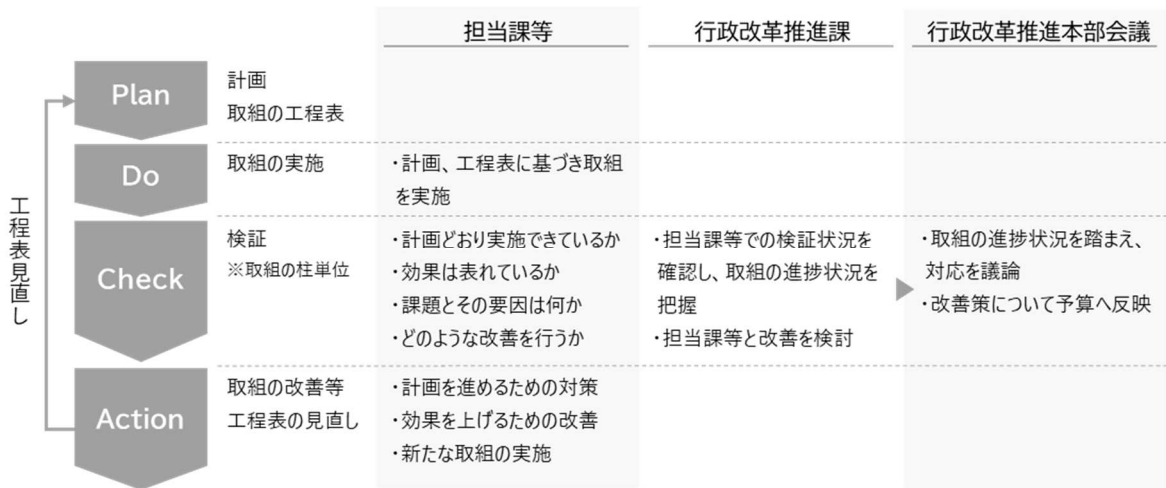 担当課等
行政改革推進課
行政改革推進本部会議
Plan
計画
取組の工程表
Do
取組の実施
・計画、工程表に基づき取組
を実施
Check
検証
※取組の柱単位
・計画どおり実施できているか
・効果は表れているか
・課題とその要因は何か
・どのような改善を行うか
・担当課等での検証状況を
確認し、取組の進捗状況を
把握
・担当課等と改善を検討
・取組の進捗状況を踏まえ、
対応を議論
・改善策について予算へ反映
Action
取組の改善等
工程表の見直し
・計画を進めるための対策
・効果を上げるための改善
・新たな取組の実施
工程表見直し